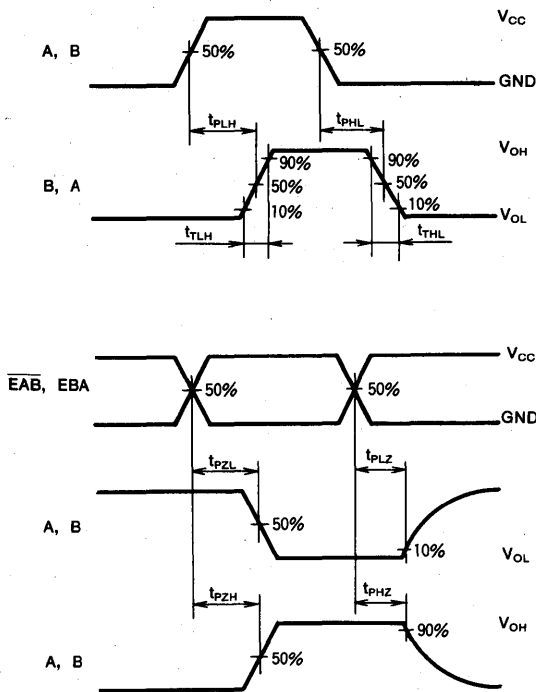 VCC
A, B
50%
50%
GND
tPLH
tPHL
VOH
90%
90%
B, A
50%
50%
10%
10%
VOL
tTLH
tTHL
VCC
EAB, EBA
50%
50%
GND
tPZL
tPLZ
A, B
50%
10%
VOL
tPZH
tPHZ
VOH
90%
A, B
50%